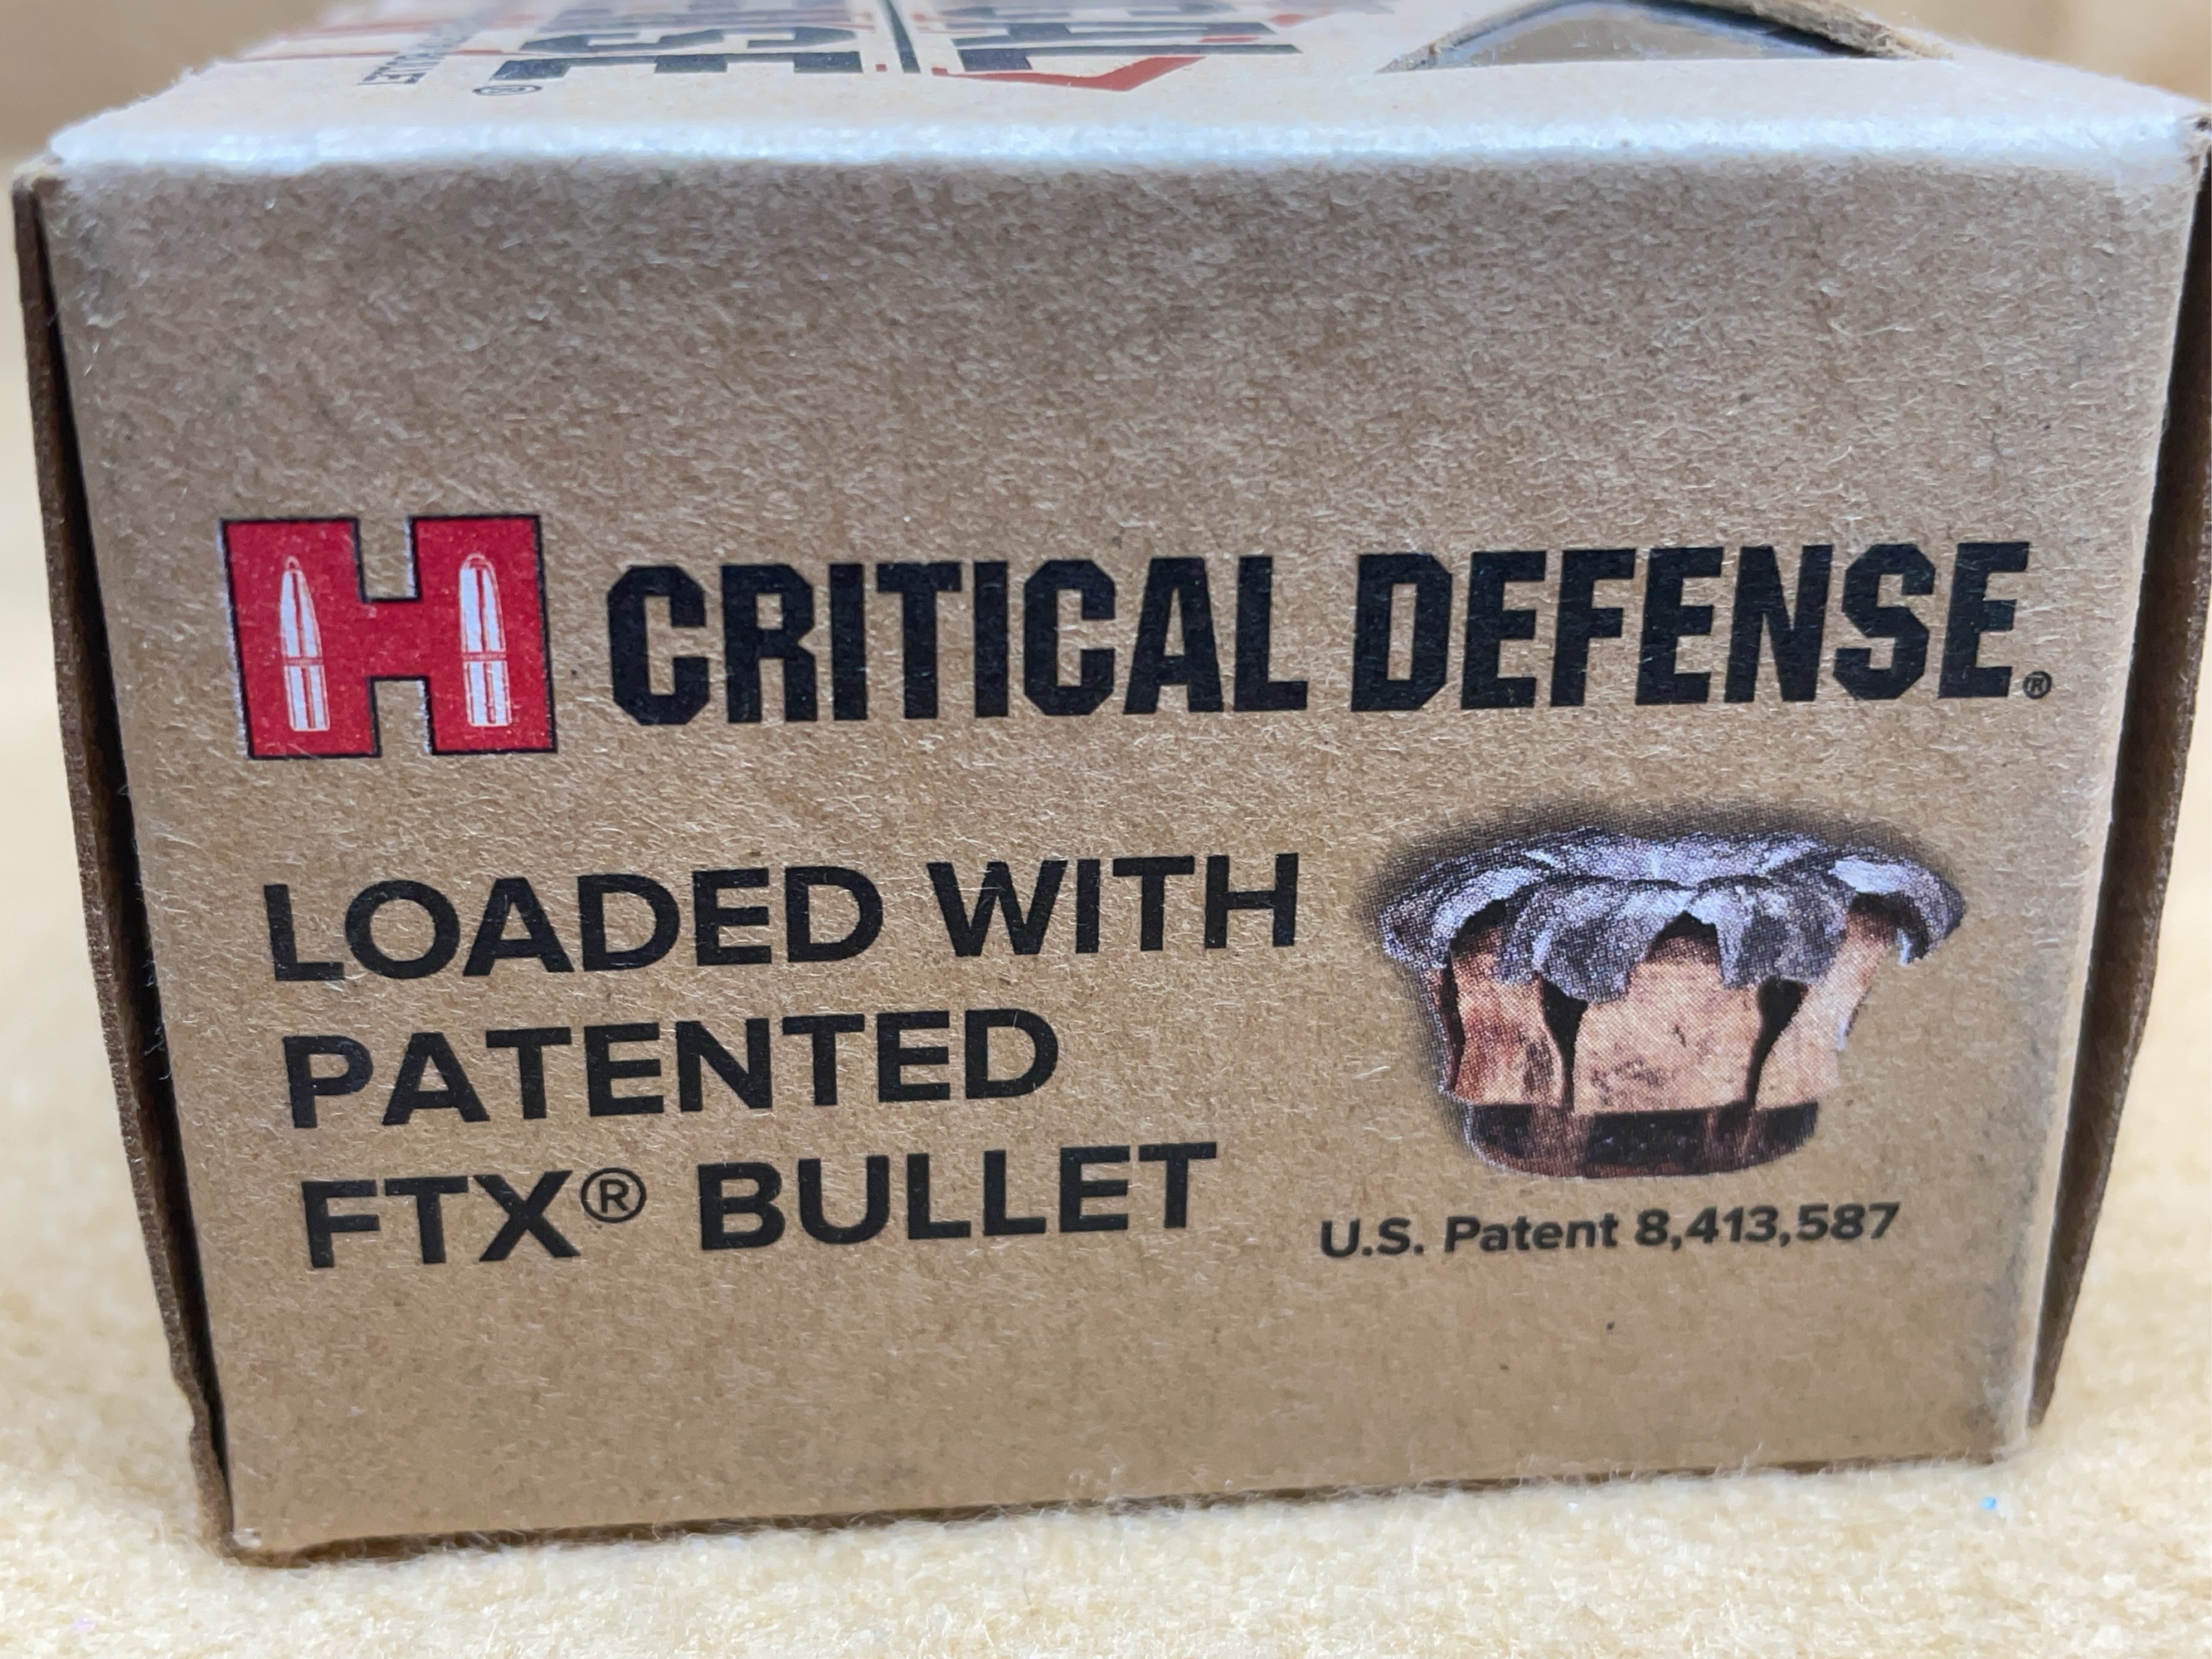 H CRITICAL DEFENSE®
LOADED WITH
PATENTED
FTX® BULLET
U.S. Patent 8,413,587